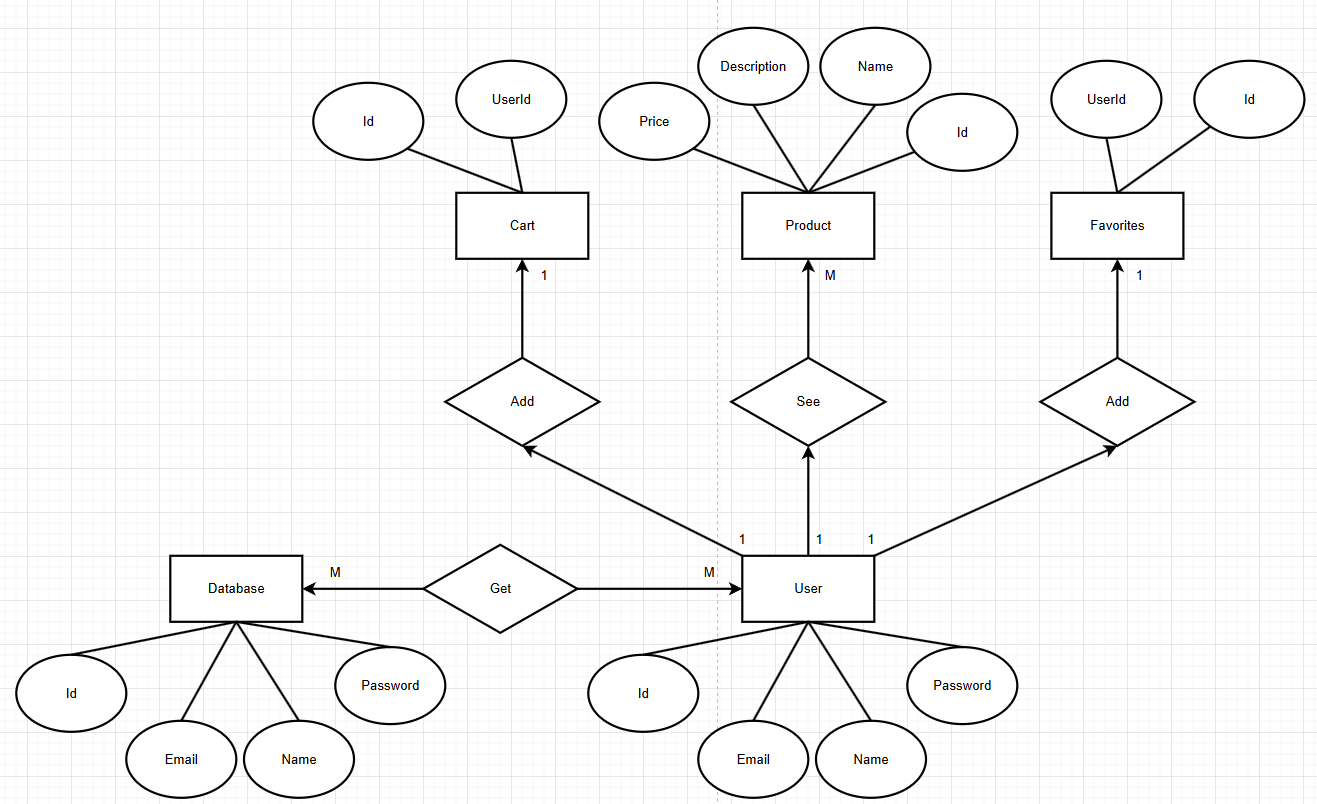 Description
Name
UserId
UserId
Id
Id
Price
Id
Cart
Product
Favorites
1
M
1
Add
See
Add
1
1
1
M
M
Database
Get
User
Id
Password
Id
Password
Email
Name
Email
Name